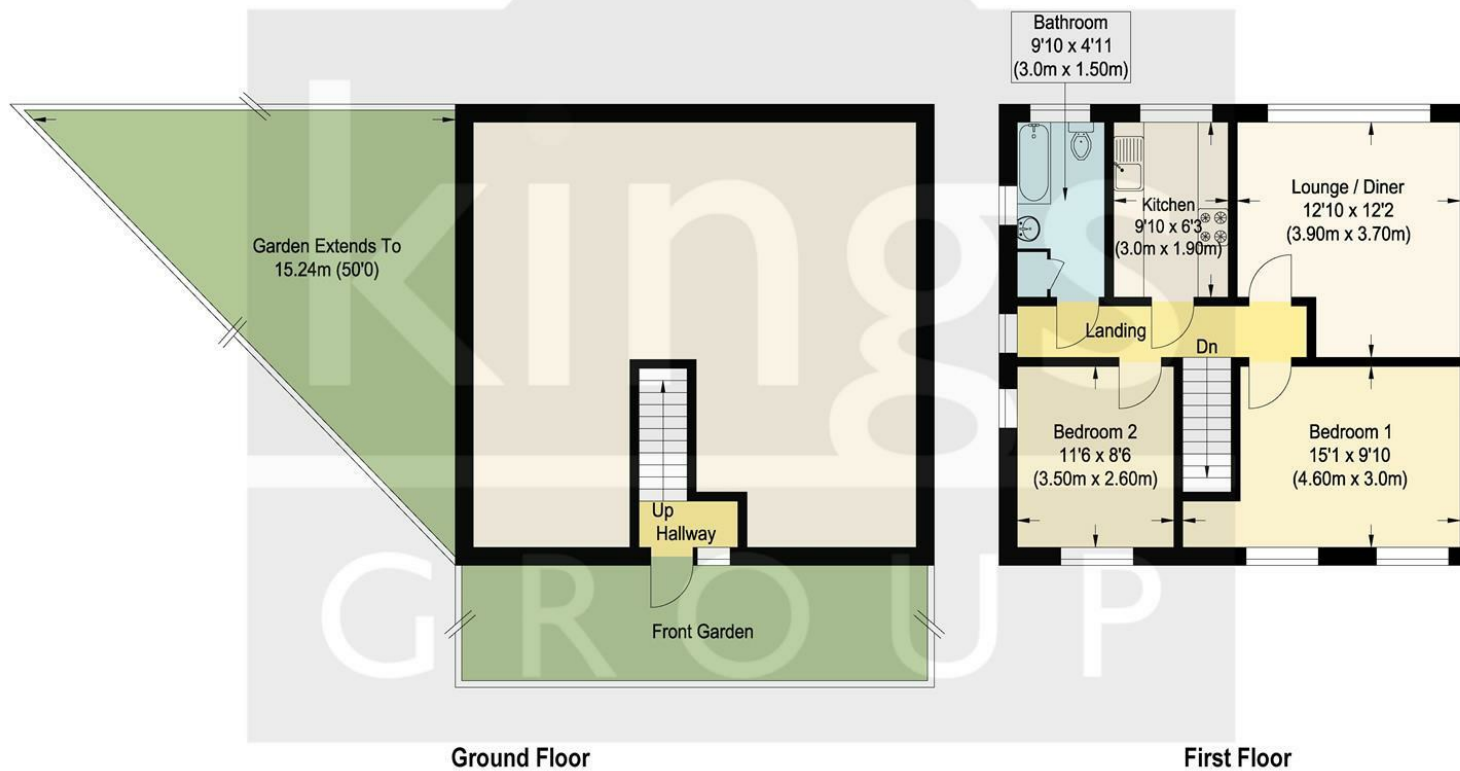 Bathroom
9'10 x 4'11
(3.0m x 1.50m)
Garden Extends To
15.24m (50'0)
Kitchen
9'10 x 6'3
(3.0m x 1.90m)
Lounge / Diner
12'10 x 12'2
(3.90m x 3.70m)
Landing
Dn
Bedroom 2
11'6 x 8'6
(3.50m x 2.60m)
Bedroom 1
15'1 x 9'10
(4.60m x 3.0m)
Up
Hallway
Front Garden
kings
GROUP
Ground Floor
First Floor